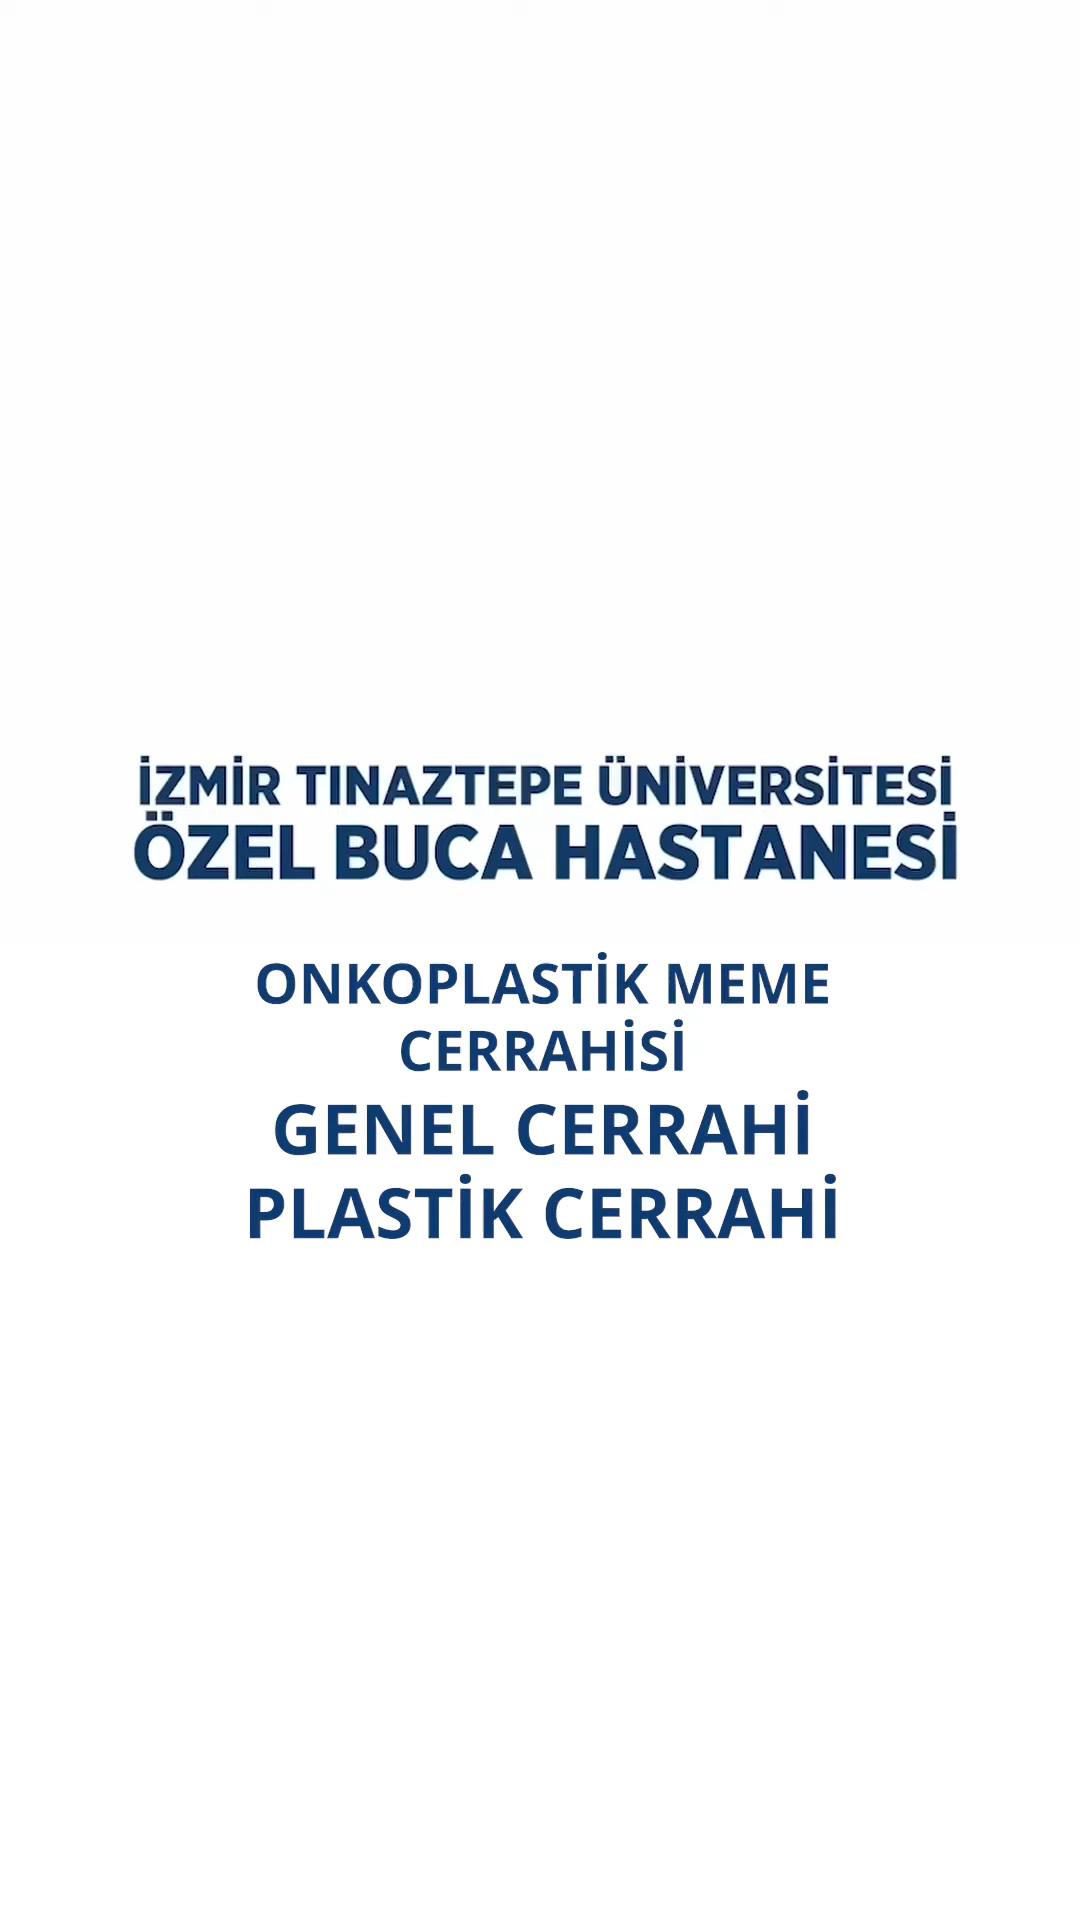 İZMİR TINAZTEPE ÜNİVERSİTESİ
ÖZEL BUCA HASTANESİ
ONKOPLASTİK MEME
CERRAHİSİ
GENEL CERRAHİ
PLASTİK CERRAHİ